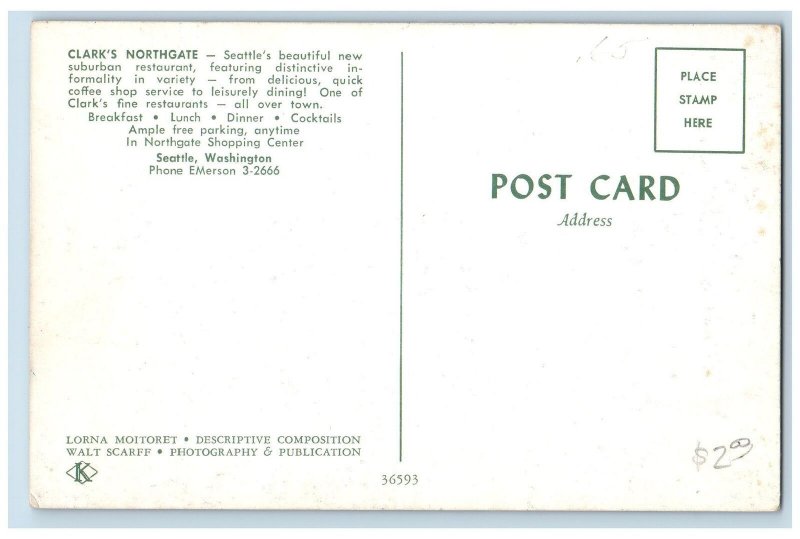 CLARK'S NORTHGATE — Seattle's beautiful new
suburban restaurant, featuring distinctive in-
formality in variety — from delicious, quick
coffee shop service to leisurely dining! One of
Clark's fine restaurants — all over town.
Breakfast • Lunch • Dinner • Cocktails
Ample free parking, anytime
In Northgate Shopping Center
Seattle, Washington
Phone EMerson 3-2666
LORNA MOITORET • DESCRIPTIVE COMPOSITION
WALT SCARFF • PHOTOGRAPHY & PUBLICATION
K
36593
PLACE
STAMP
HERE
POST CARD
Address
$2.00